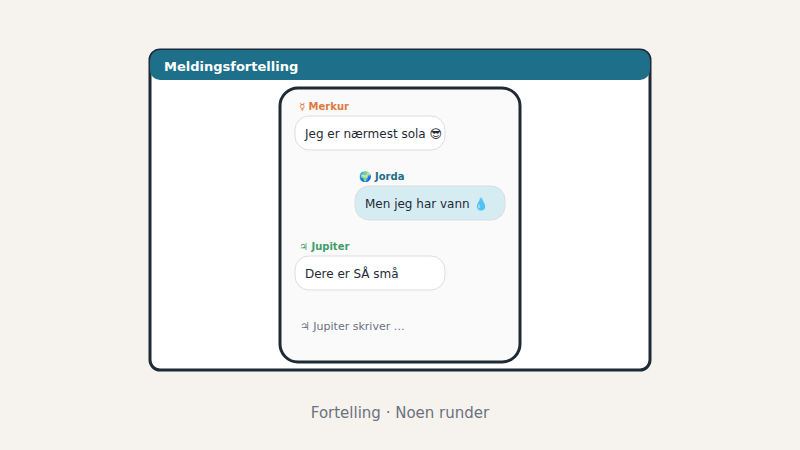 Meldingsfortelling
☿ Merkur
Jeg er nærmest sola 😎
🌍 Jorda
Men jeg har vann 💧
♃ Jupiter
Dere er SÅ små
♃ Jupiter skriver …
Fortelling · Noen runder